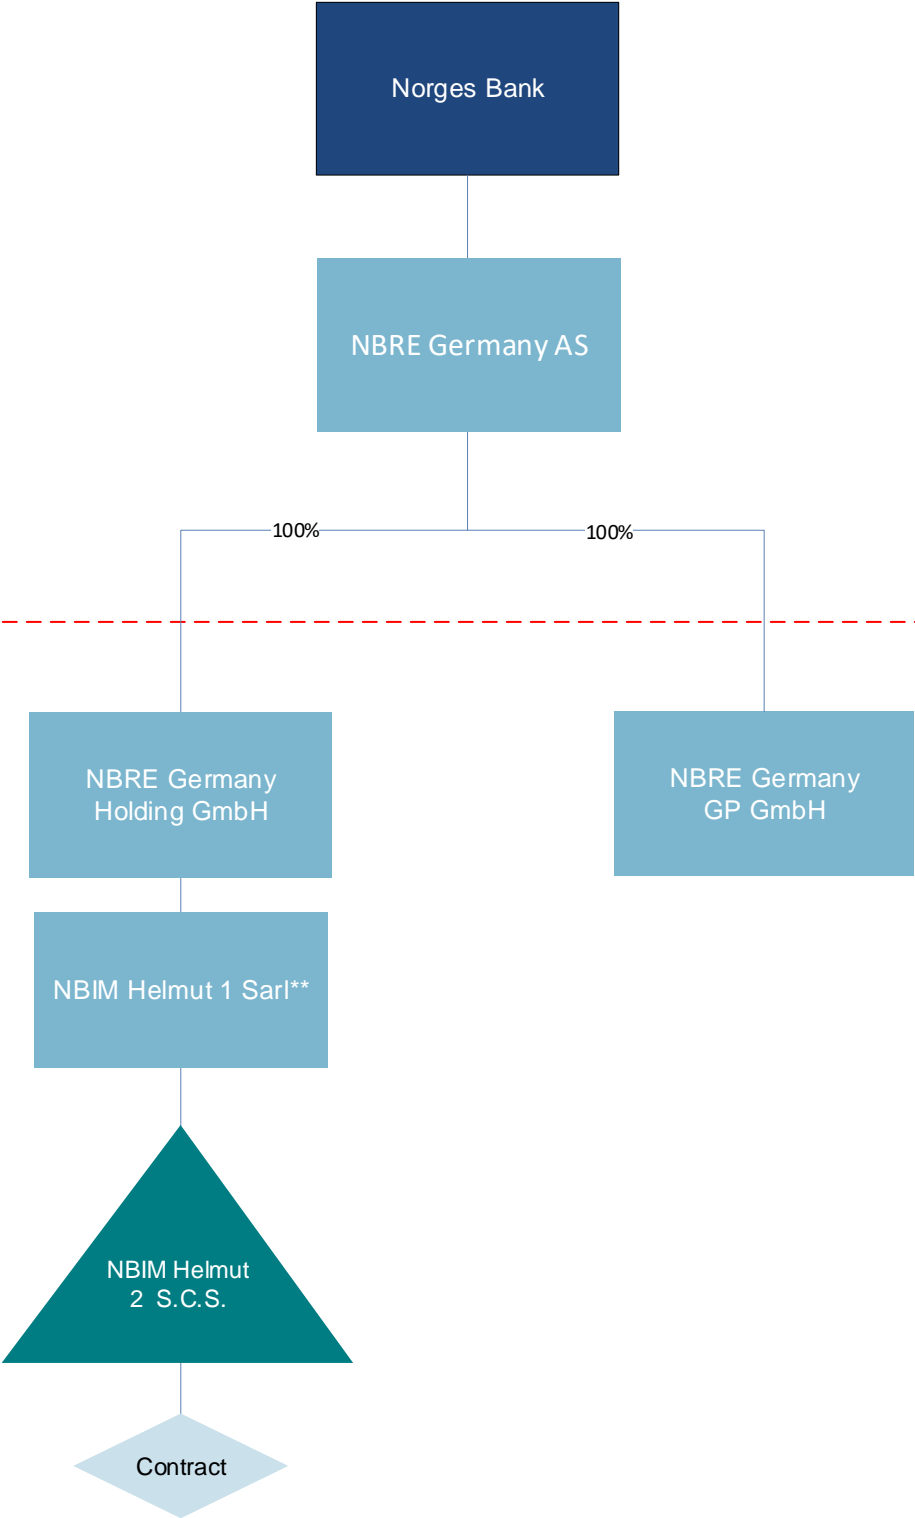 Norges Bank
NBRE Germany AS
100%
100%
NBRE Germany
Holding GmbH
NBRE Germany
GP GmbH
NBIM Helmut 1 Sarl**
NBIM Helmut
2 S.C.S.
Contract